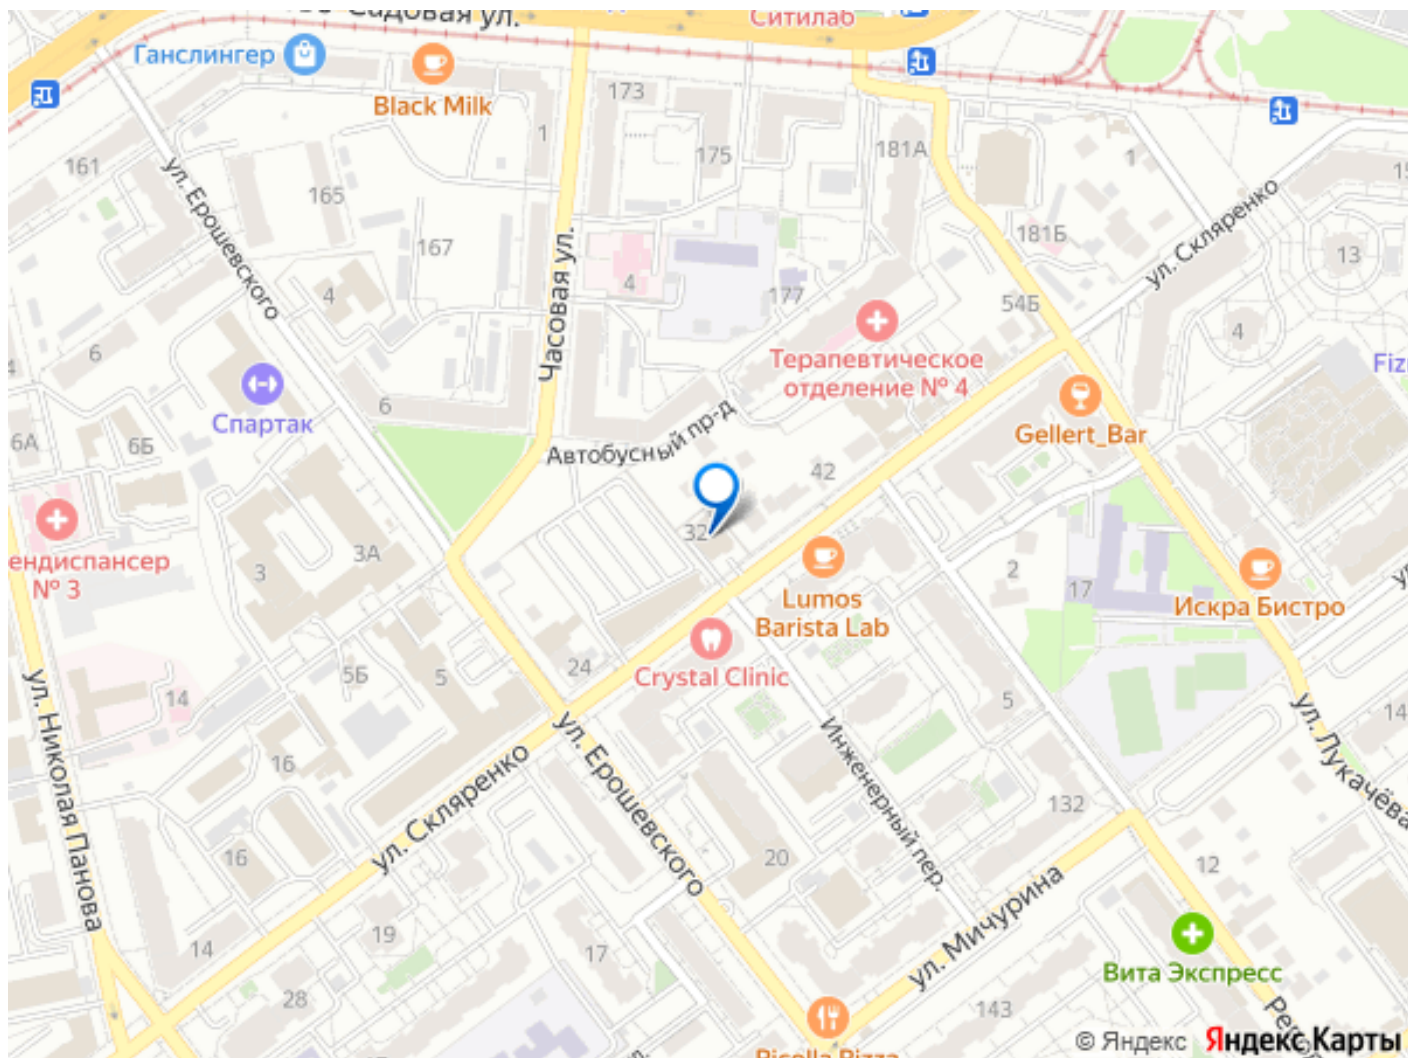 Садовая ул.
Ситилаб
Ганслингер
Black Milk
173
1
175
181А
161
ул. Ерошевского
165
167
Часовая ул.
4
4
177
181Б
1
ул. Скляренко
13
54Б
4
6
Терапевтическое
отделение № 4
Спартак
6
Автобусный пр-д
Gellert_Bar
6А
6Б
42
32
3А
3
ендиспансер
№ 3
2
17
Lumos
Barista Lab
Искра Бистро
24
Crystal Clinic
5Б
5
14
5
ул. Николая Панова
ул. Ерошевского
Инженерный пер.
ул. Лукачёва
14
16
ул. Скляренко
132
16
20
12
ул. Мичурина
14
19
17
Вита Экспресс
28
143
© Яндекс Яндекс Карты